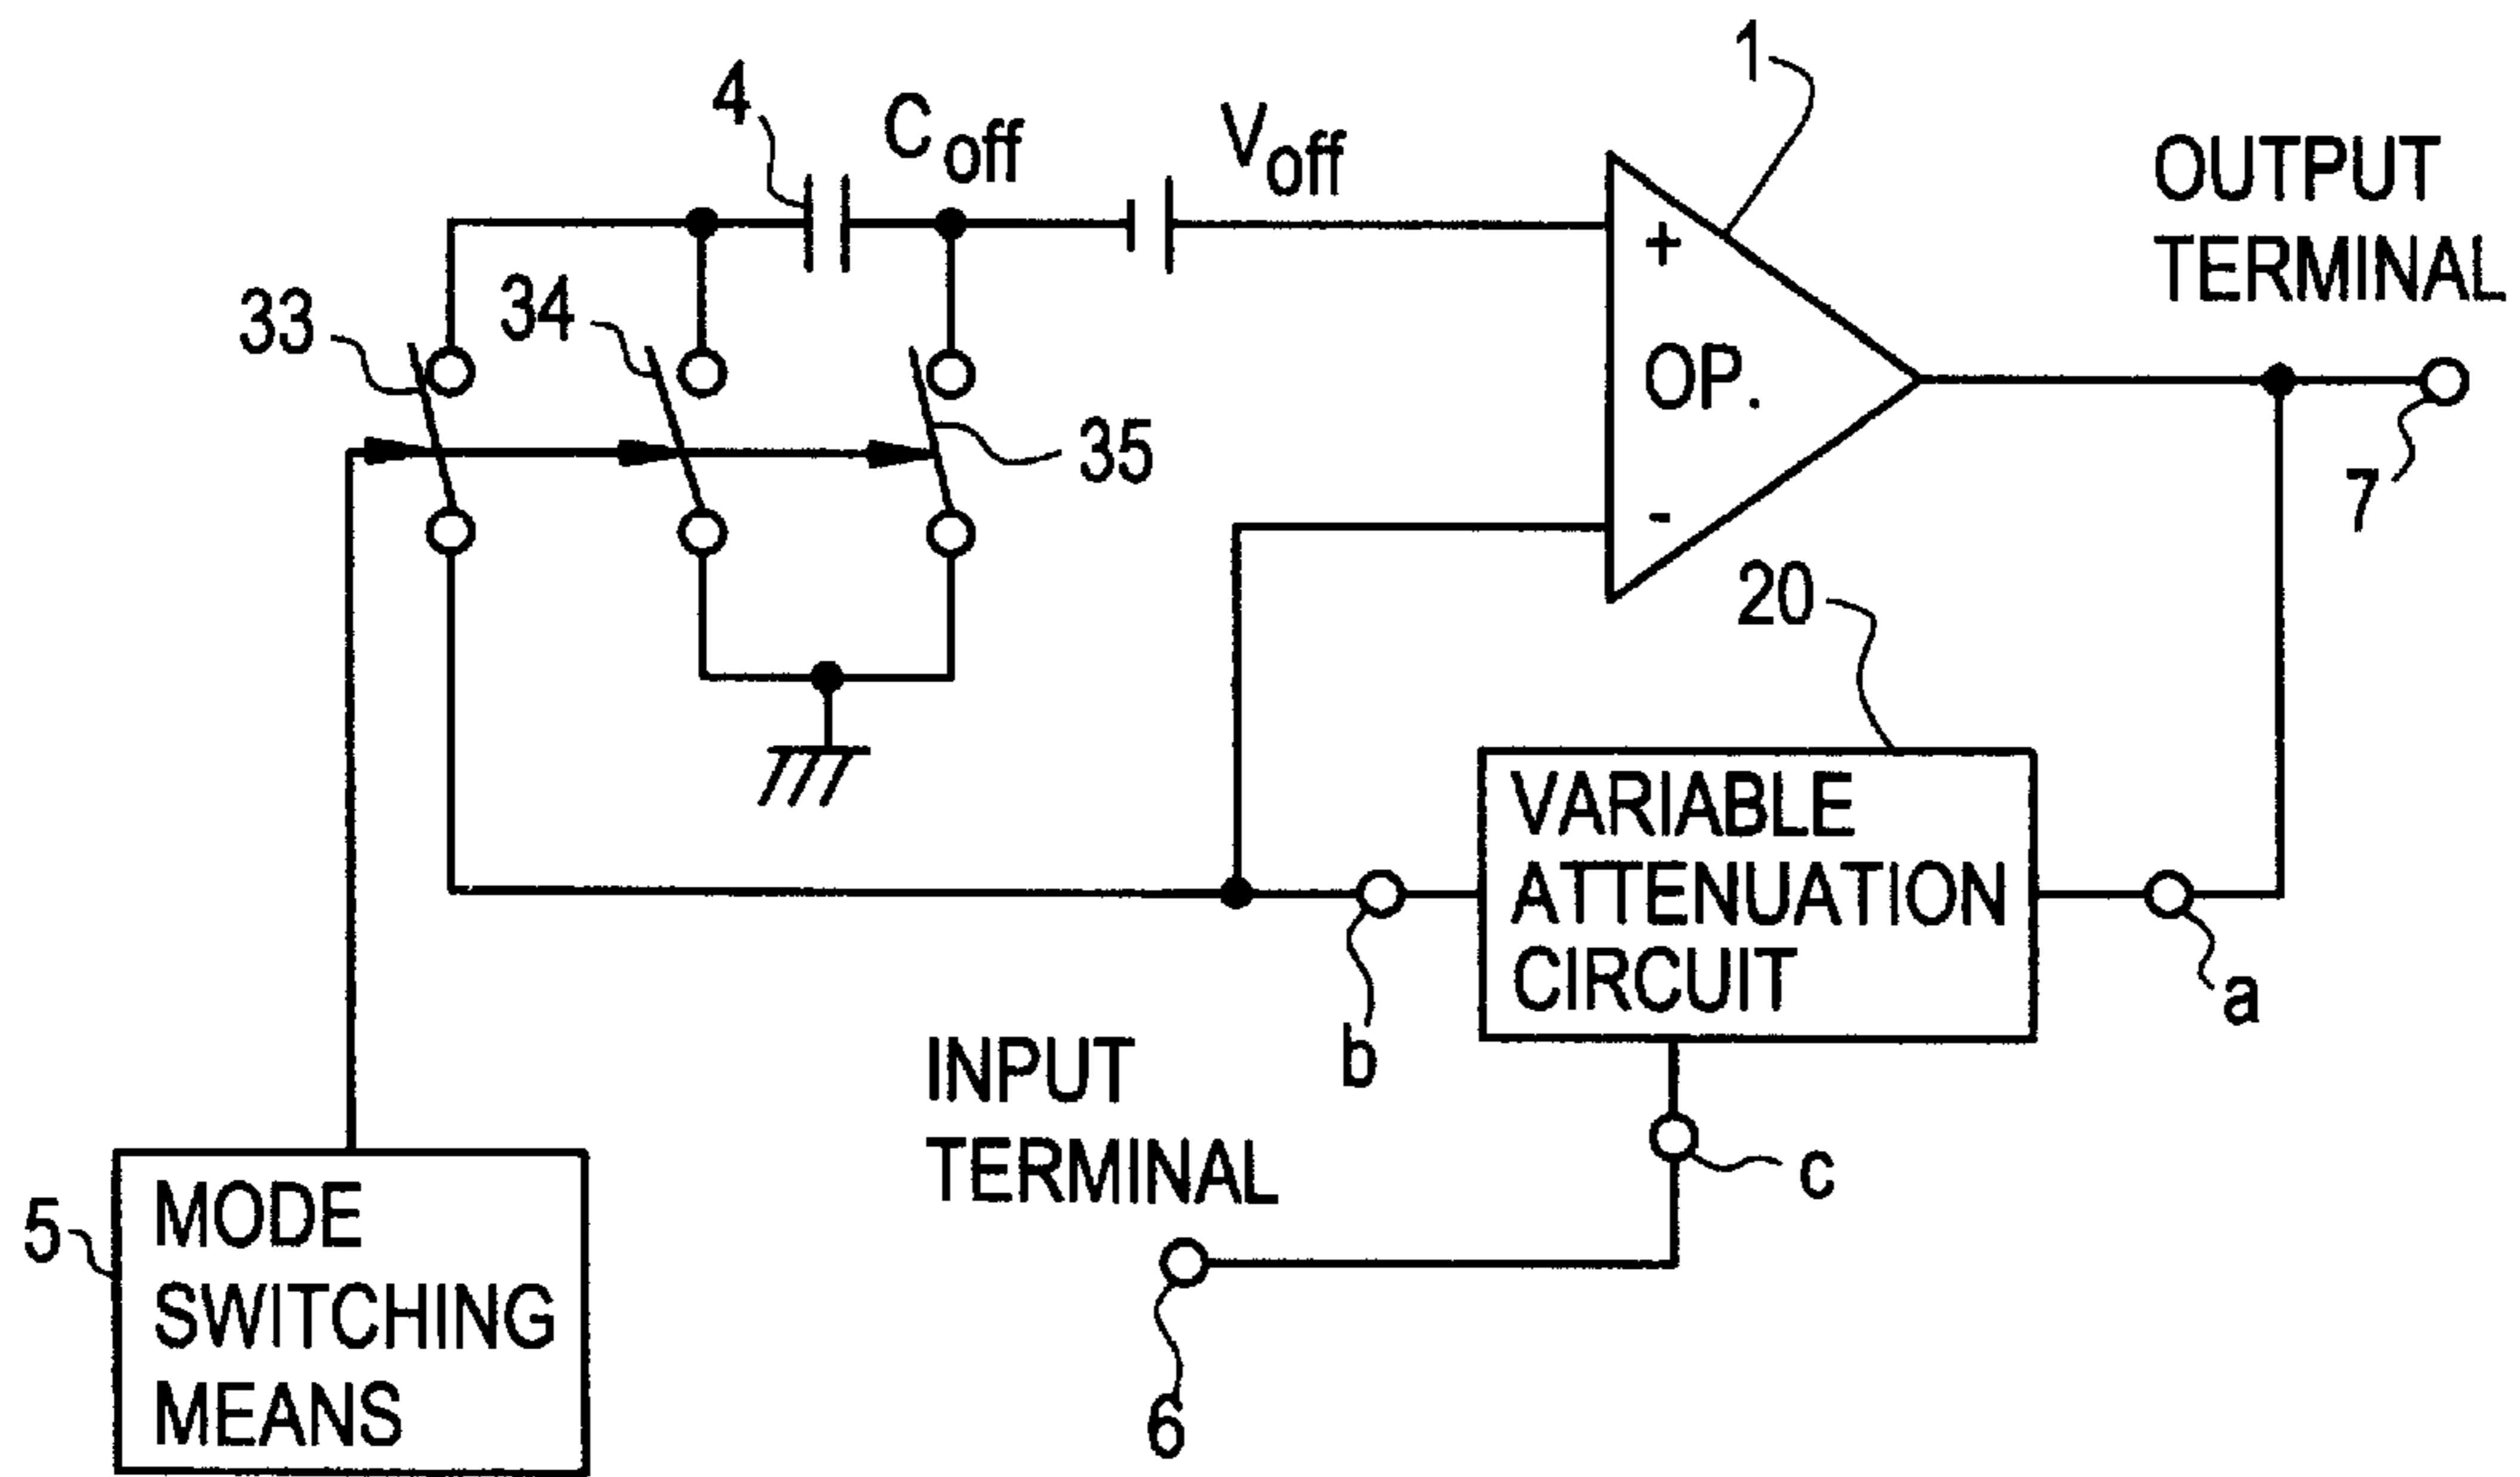 1
4
C off
V off
OUTPUT
TERMINAL
33
34
+
OP.
35
7
-
20
VARIABLE
ATTENUATION
CIRCUIT
a
b
INPUT
TERMINAL
c
5
MODE
SWITCHING
MEANS
6